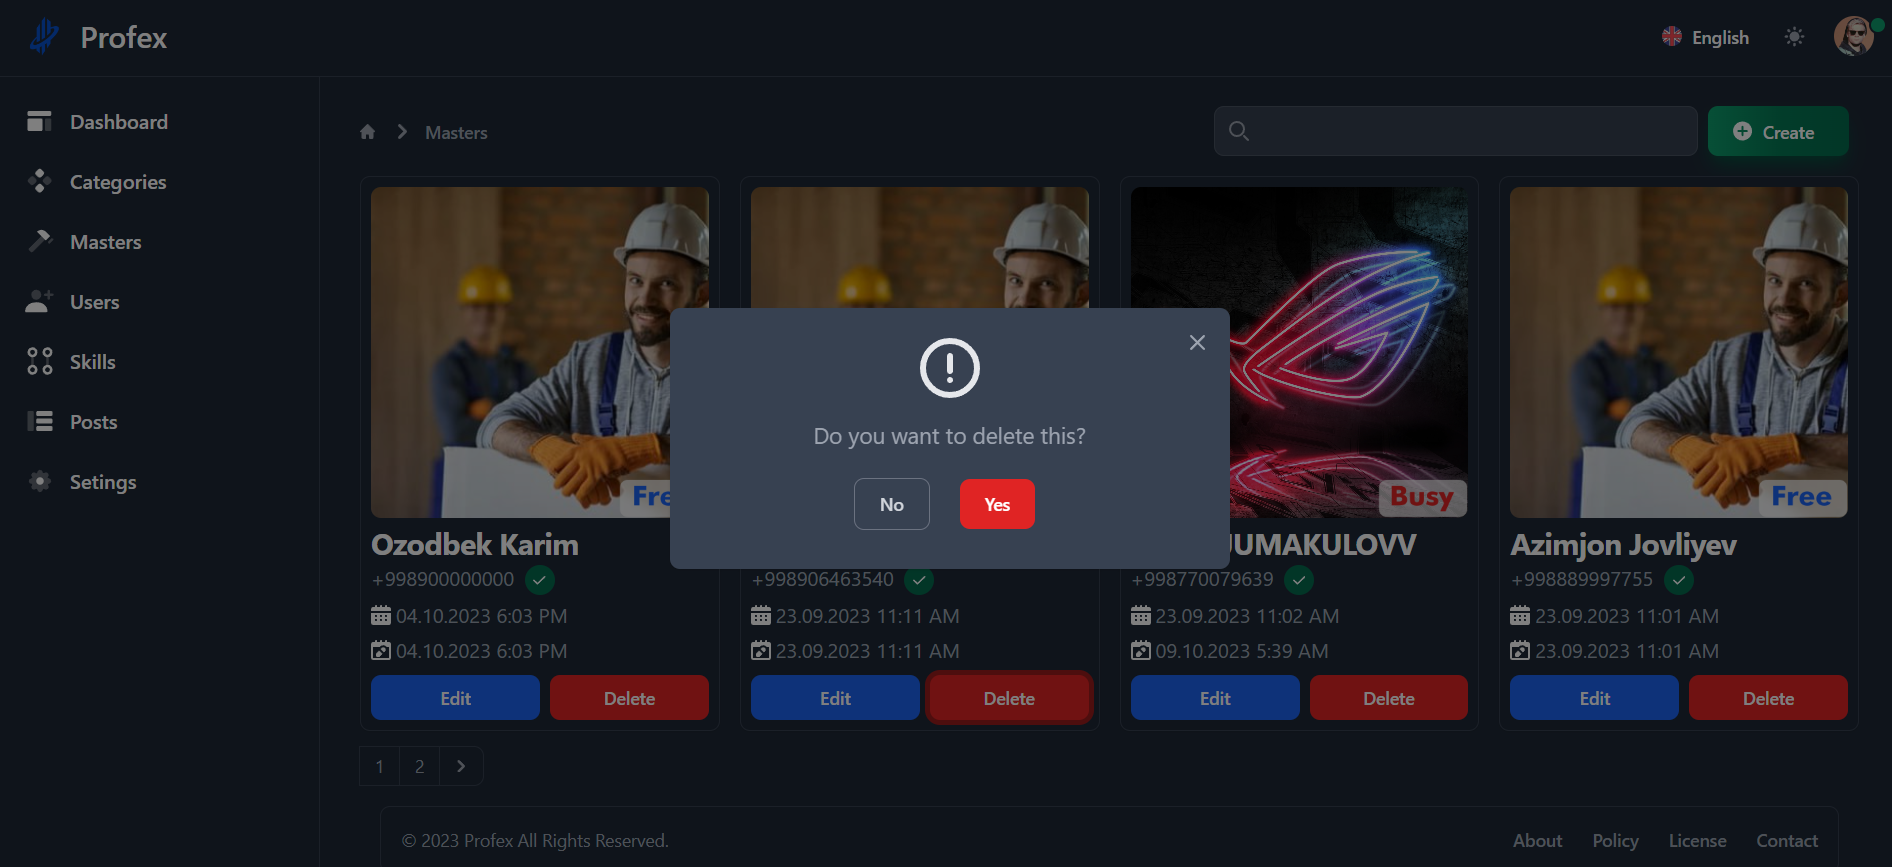 Profex
English
Dashboard
Categories
Masters
Users
Skills
Posts
Setings
Masters
Create
Do you want to delete this?
No
Yes
Busy
Free
Ozodbek Karim
+998900000000
04.10.2023 6:03 PM
04.10.2023 6:03 PM
Edit
Delete
+998906463540
23.09.2023 11:11 AM
23.09.2023 11:11 AM
Edit
Delete
JUMAKULOVV
+998770079639
23.09.2023 11:02 AM
09.10.2023 5:39 AM
Edit
Delete
Azimjon Jovliyev
+998889997755
23.09.2023 11:01 AM
23.09.2023 11:01 AM
Edit
Delete
1
2
© 2023 Profex All Rights Reserved.
About
Policy
License
Contact